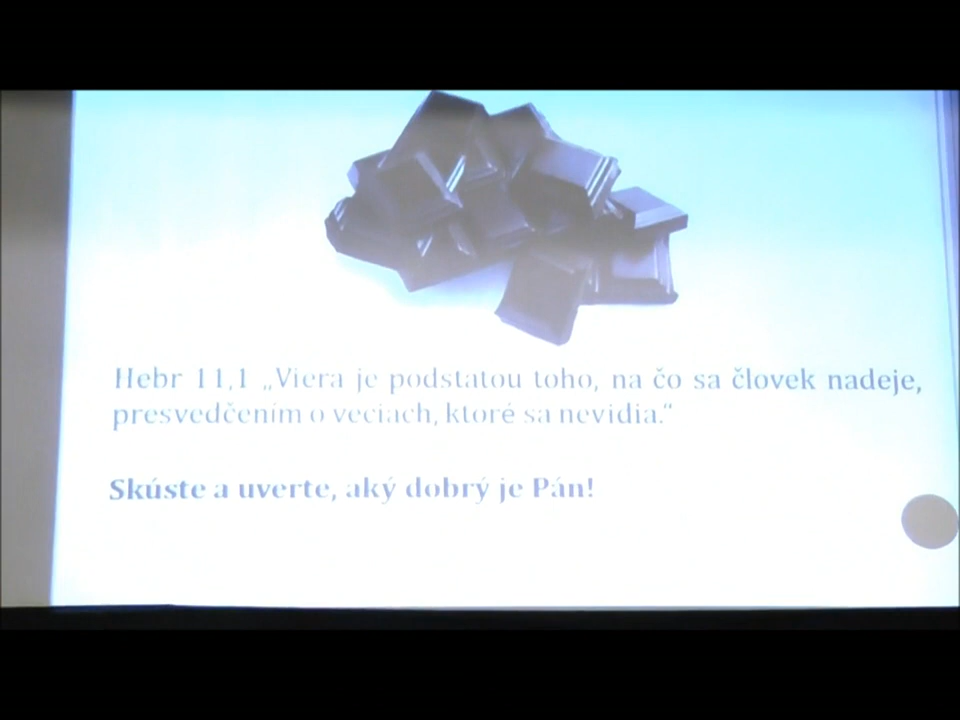 Hebr 11,1 „Viera je podstatou toho, na čo sa človek nadeje,
presvedčením o veciach, ktoré sa nevidia.“
Skúste a uverte, aký dobrý je Pán!